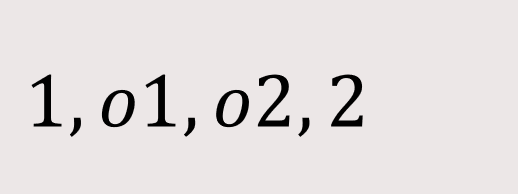 1, o1, o2, 2